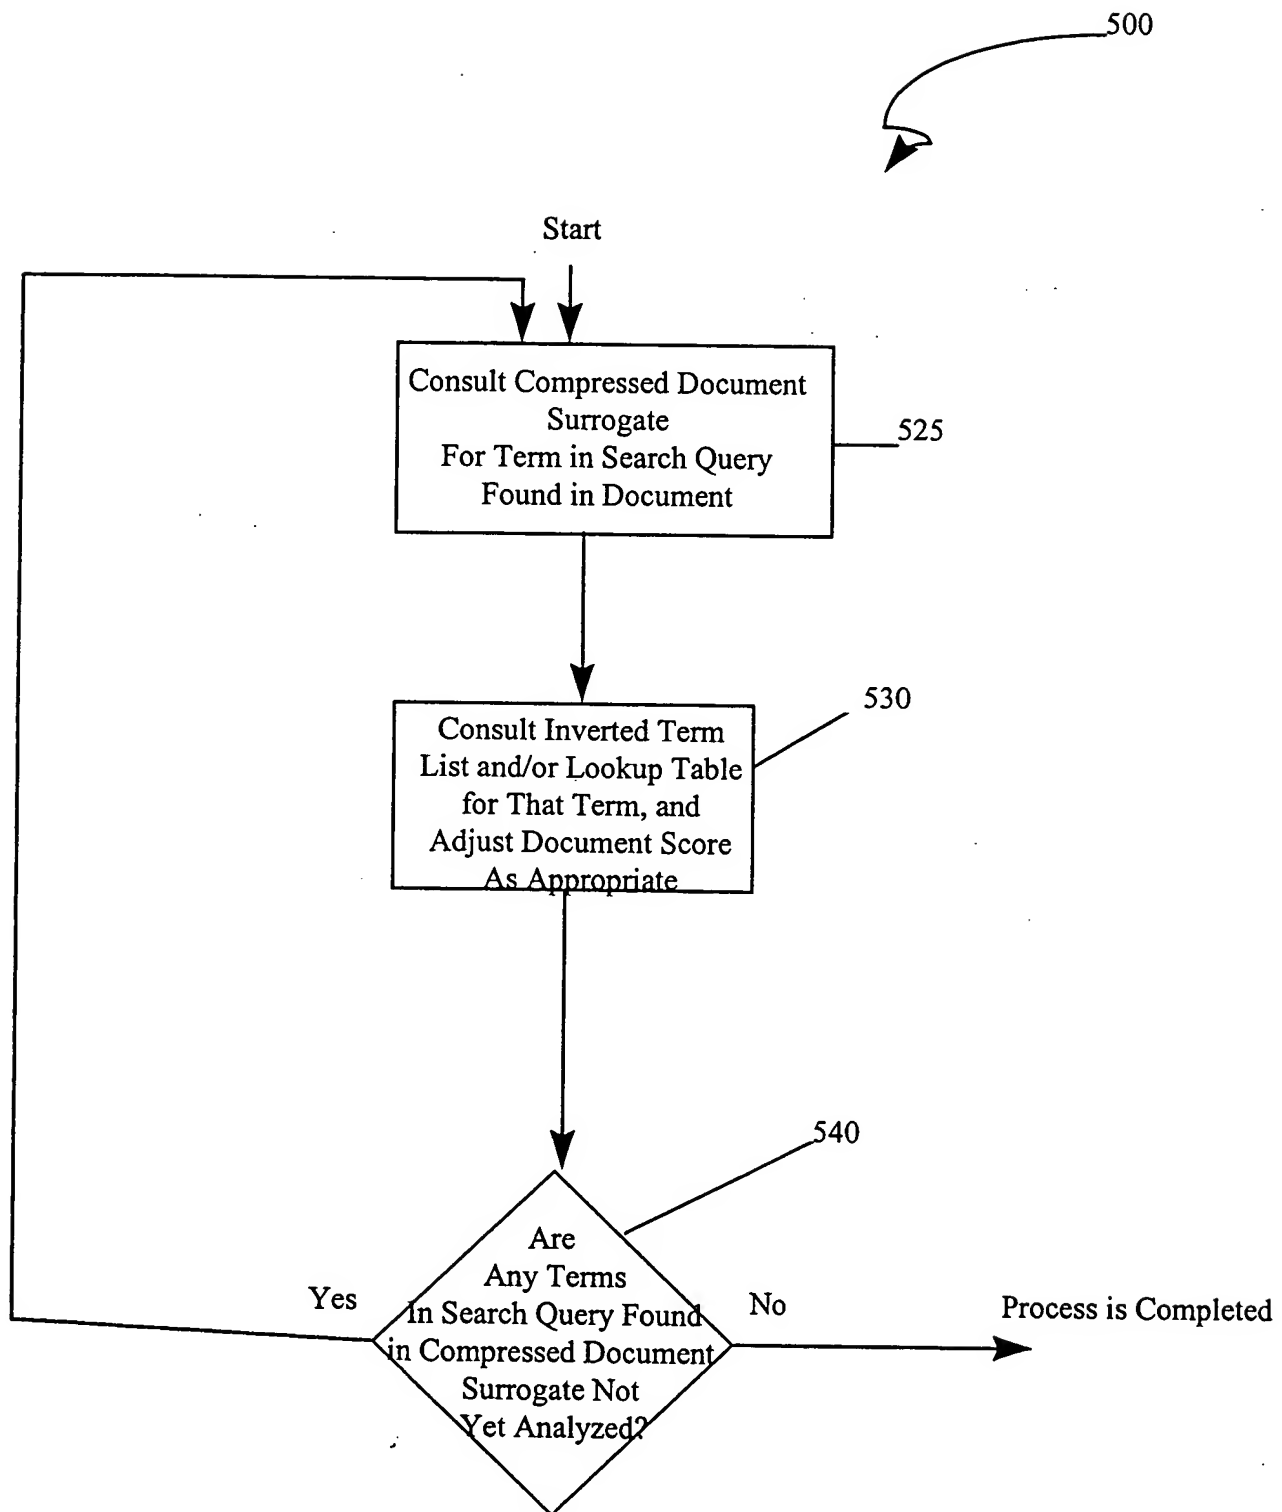 500
Start
Consult Compressed Document
Surrogate
For Term in Search Query
Found in Document
525
530
Consult Inverted Term
List and/or Lookup Table
for That Term, and
Adjust Document Score
As Appropriate
540
Are
Any Terms
In Search Query Found
in Compressed Document
Surrogate Not
Yet Analyzed?
Yes
No
Process is Completed